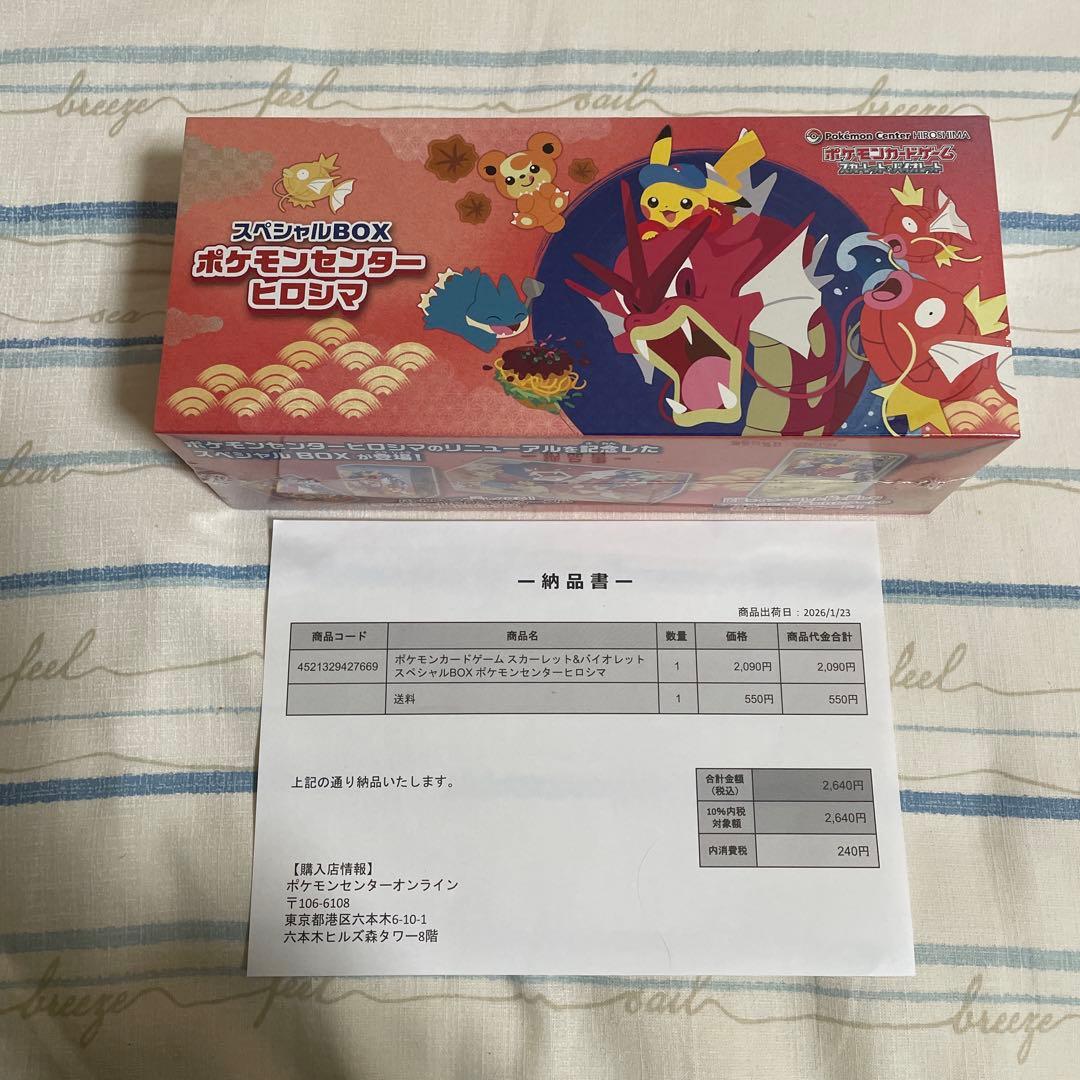 breeze feel sail
Pokémon Center HIROSHIMA
ポケモンカードゲーム
スカーレット&バイオレット
スペシャルBOX
ポケモンセンター
ヒロシマ
ポケモンセンターヒロシマのリニューアルを記念した
スペシャルBOXが登場!
ー納品書ー
商品出荷日:2026/1/23
商品コード 商品名 数量 価格 商品代金合計
4521329427669 ポケモンカードゲーム スカーレット&バイオレット スペシャルBOX ポケモンセンターヒロシマ 1 2,090円 2,090円
送料 1 550円 550円
上記の通り納品いたします。
合計金額(税込) 2,640円
10%内税対象額 2,640円
内消費税 240円
【購入店情報】
ポケモンセンターオンライン
〒106-6108
東京都港区六本木6-10-1
六本木ヒルズ森タワー8階
feel
breeze feel sail breeze